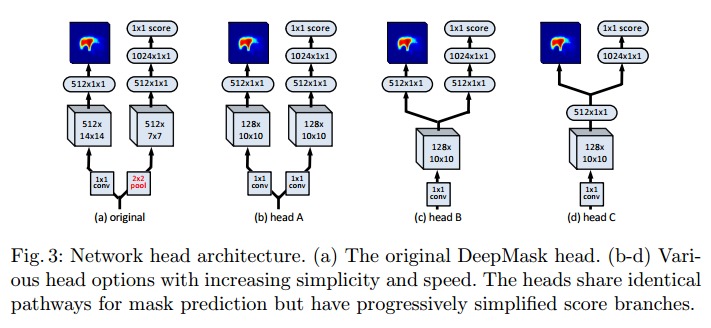 1x1 score
1024x1x1
512x1x1
512x1x1
512x
14x14
512x
7x7
1x1
conv
2x2
pool
(a) original
1x1 score
1024x1x1
512x1x1
512x1x1
128x
10x10
128x
10x10
1x1
conv
1x1
conv
(b) head A
1x1 score
1024x1x1
512x1x1
512x1x1
128x
10x10
1x1
conv
(c) head B
1x1 score
1024x1x1
512x1x1
128x
10x10
1x1
conv
(d) head C
Fig. 3: Network head architecture. (a) The original DeepMask head. (b-d) Vari-
ous head options with increasing simplicity and speed. The heads share identical
pathways for mask prediction but have progressively simplified score branches.